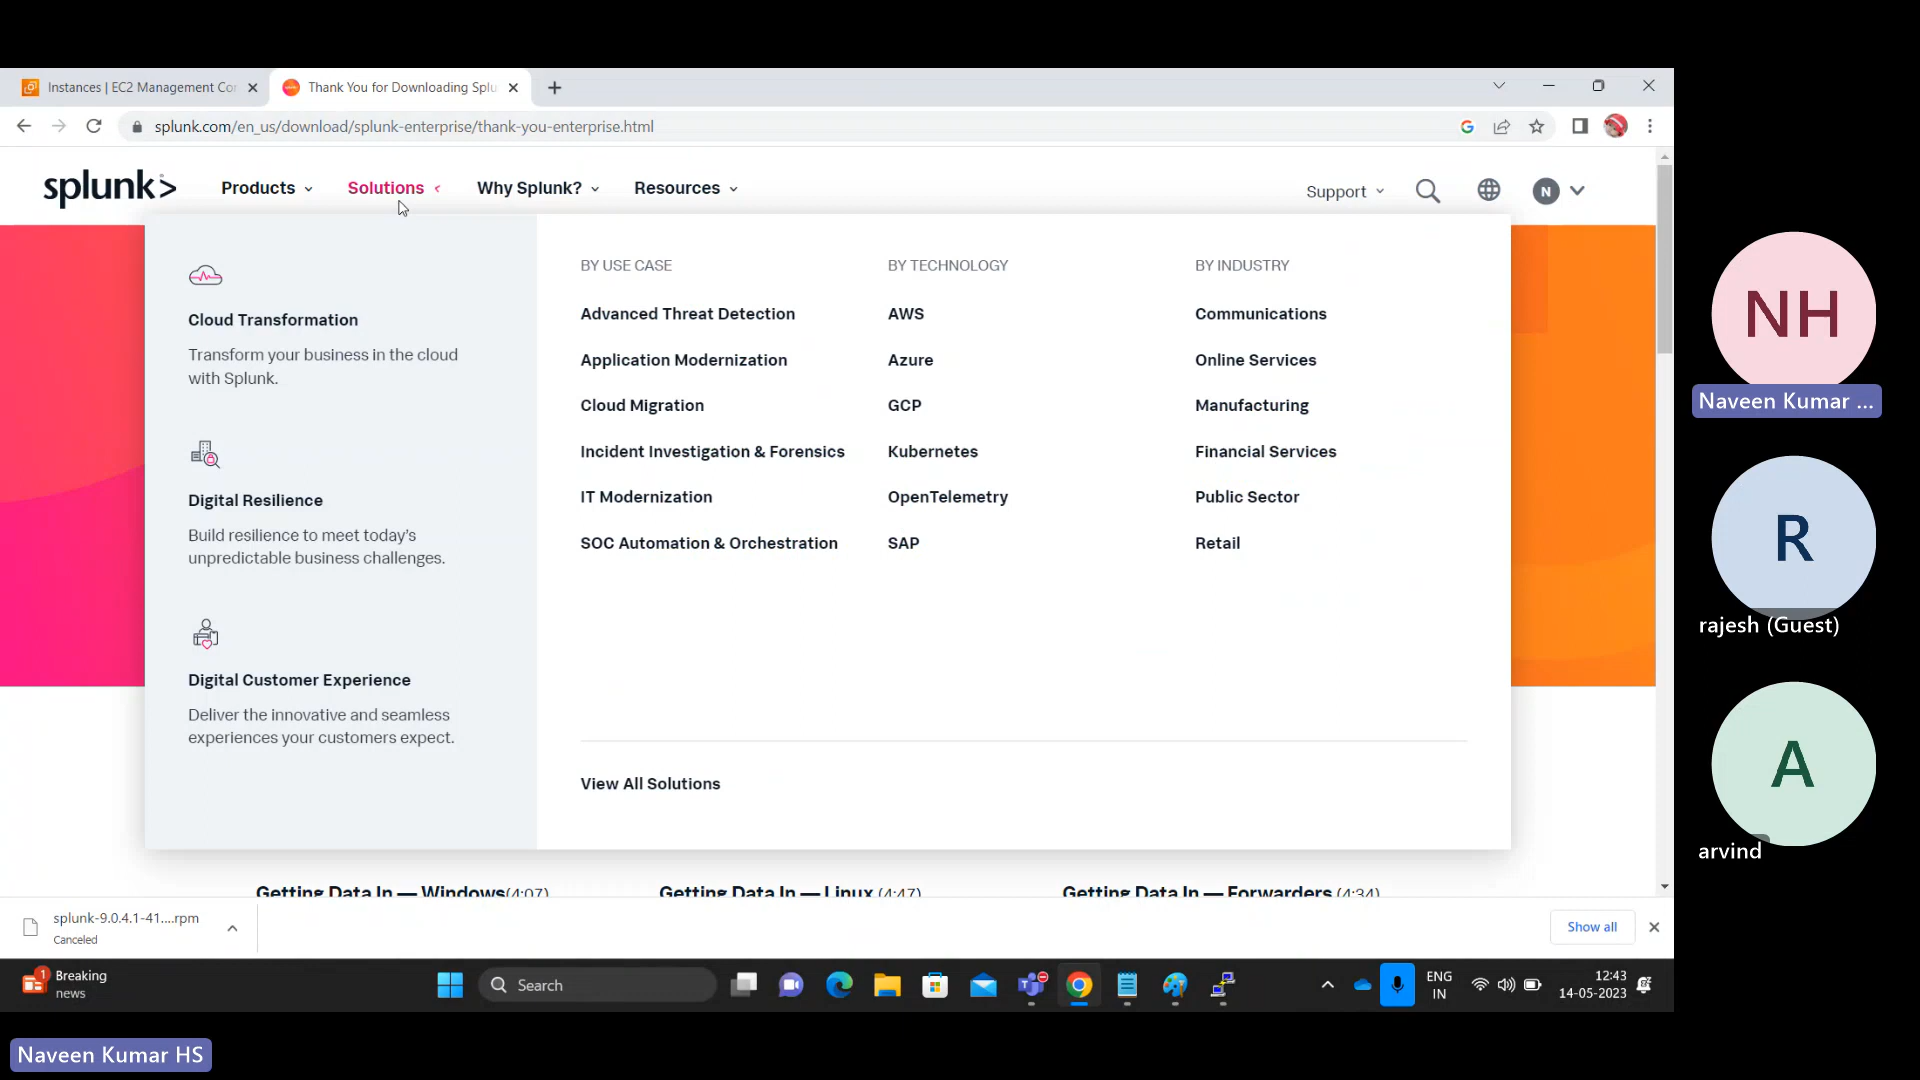 Instances | EC2 Management Co
Thank You for Downloading Splu
splunk.com/en_us/download/splunk-enterprise/thank-you-enterprise.html
splunk>
Products
Solutions
Why Splunk?
Resources
Support
N
Cloud Transformation
Transform your business in the cloud
with Splunk.
Digital Resilience
Build resilience to meet today's
unpredictable business challenges.
Digital Customer Experience
Deliver the innovative and seamless
experiences your customers expect.
BY USE CASE
Advanced Threat Detection
Application Modernization
Cloud Migration
Incident Investigation & Forensics
IT Modernization
SOC Automation & Orchestration
BY TECHNOLOGY
AWS
Azure
GCP
Kubernetes
OpenTelemetry
SAP
BY INDUSTRY
Communications
Online Services
Manufacturing
Financial Services
Public Sector
Retail
View All Solutions
Getting Data In — Windows(4:07)
Getting Data In — Linux (4:47)
Getting Data In — Forwarders (4:34)
splunk-9.0.4.1-41....rpm
Canceled
Show all
1
Breaking
news
Search
ENG
IN
12:43
14-05-2023
NH
Naveen Kumar ...
R
rajesh (Guest)
A
arvind
Naveen Kumar HS